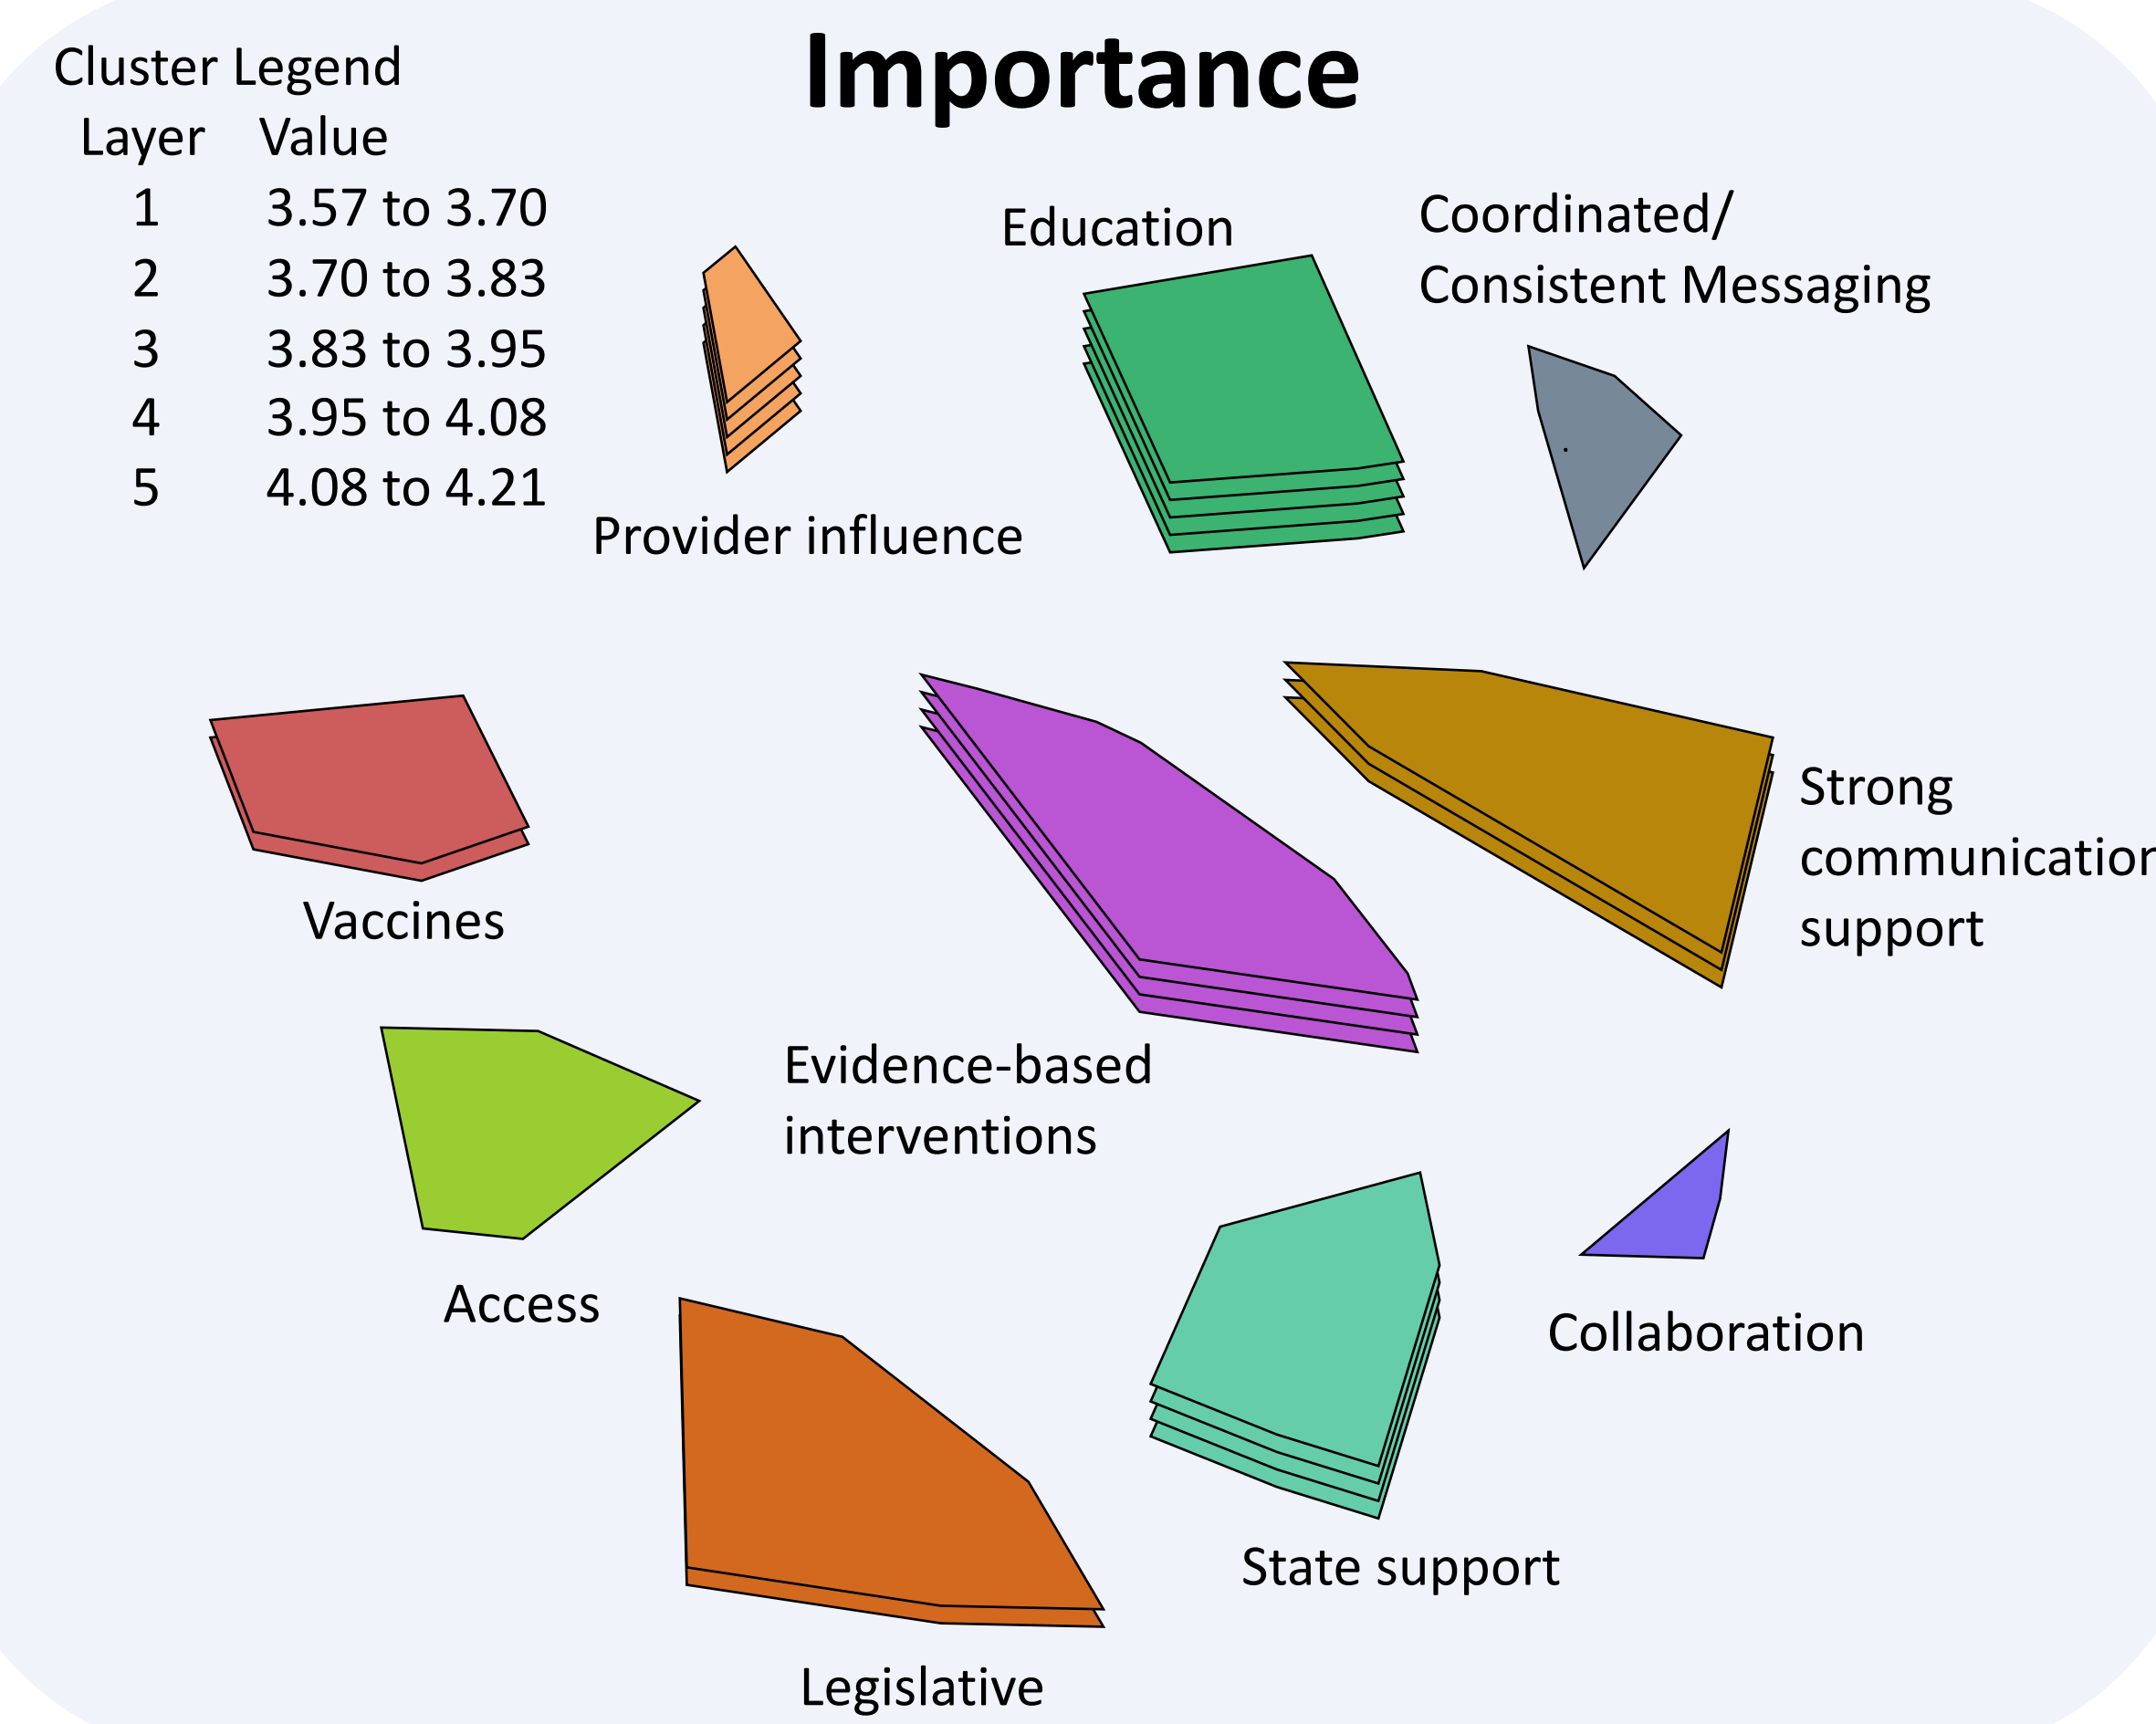 Importance
Cluster Legend
Layer Value
1 3.57 to 3.70
2 3.70 to 3.83
3 3.83 to 3.95
4 3.95 to 4.08
5 4.08 to 4.21
Education
Coordinated/
Consistent Messaging
Provider influence
Strong
communication
support
Vaccines
Evidence-based
interventions
Access
Collaboration
State support
Legislative